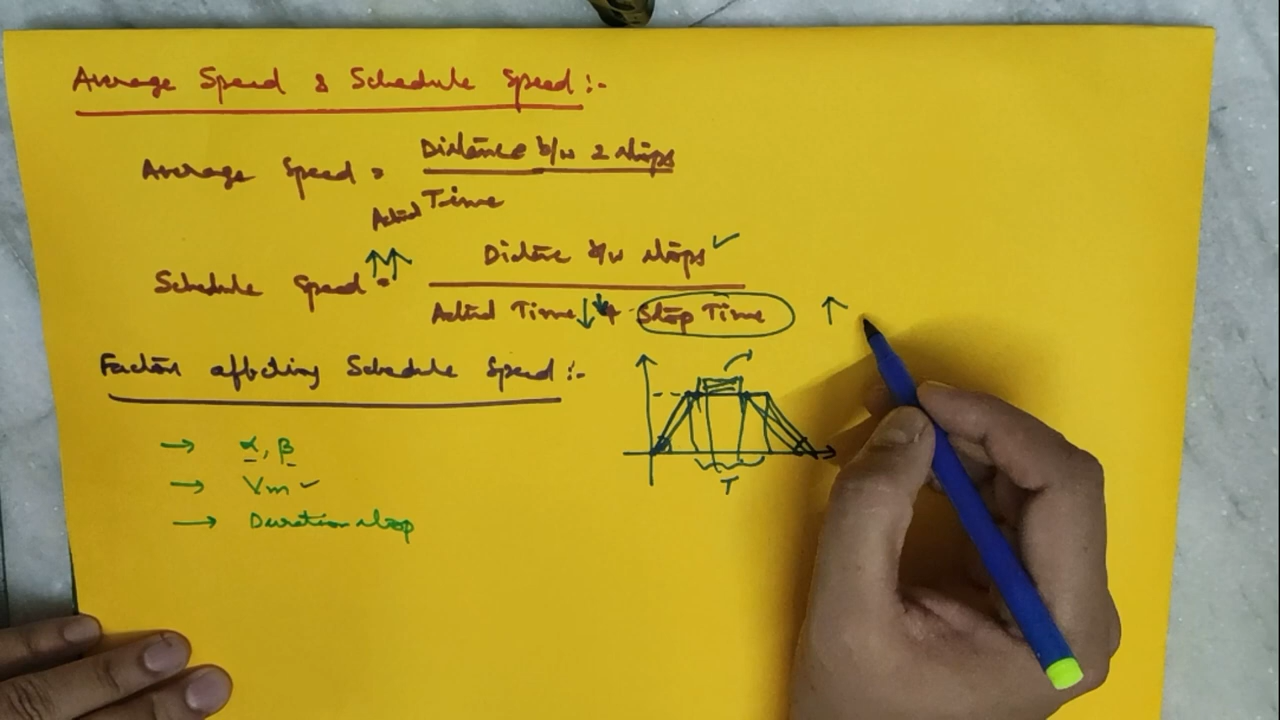 Average Speed & Schedule Speed :-
Average Speed = Distance b/w 2 stops
Actual Time
Schedule Speed = Distance b/w stops ✓
Actual Time ↓ + Stop Time ↑
Factors affecting Schedule Speed :-
→ α, β
→ Vm ✓
→ Duration stop
T